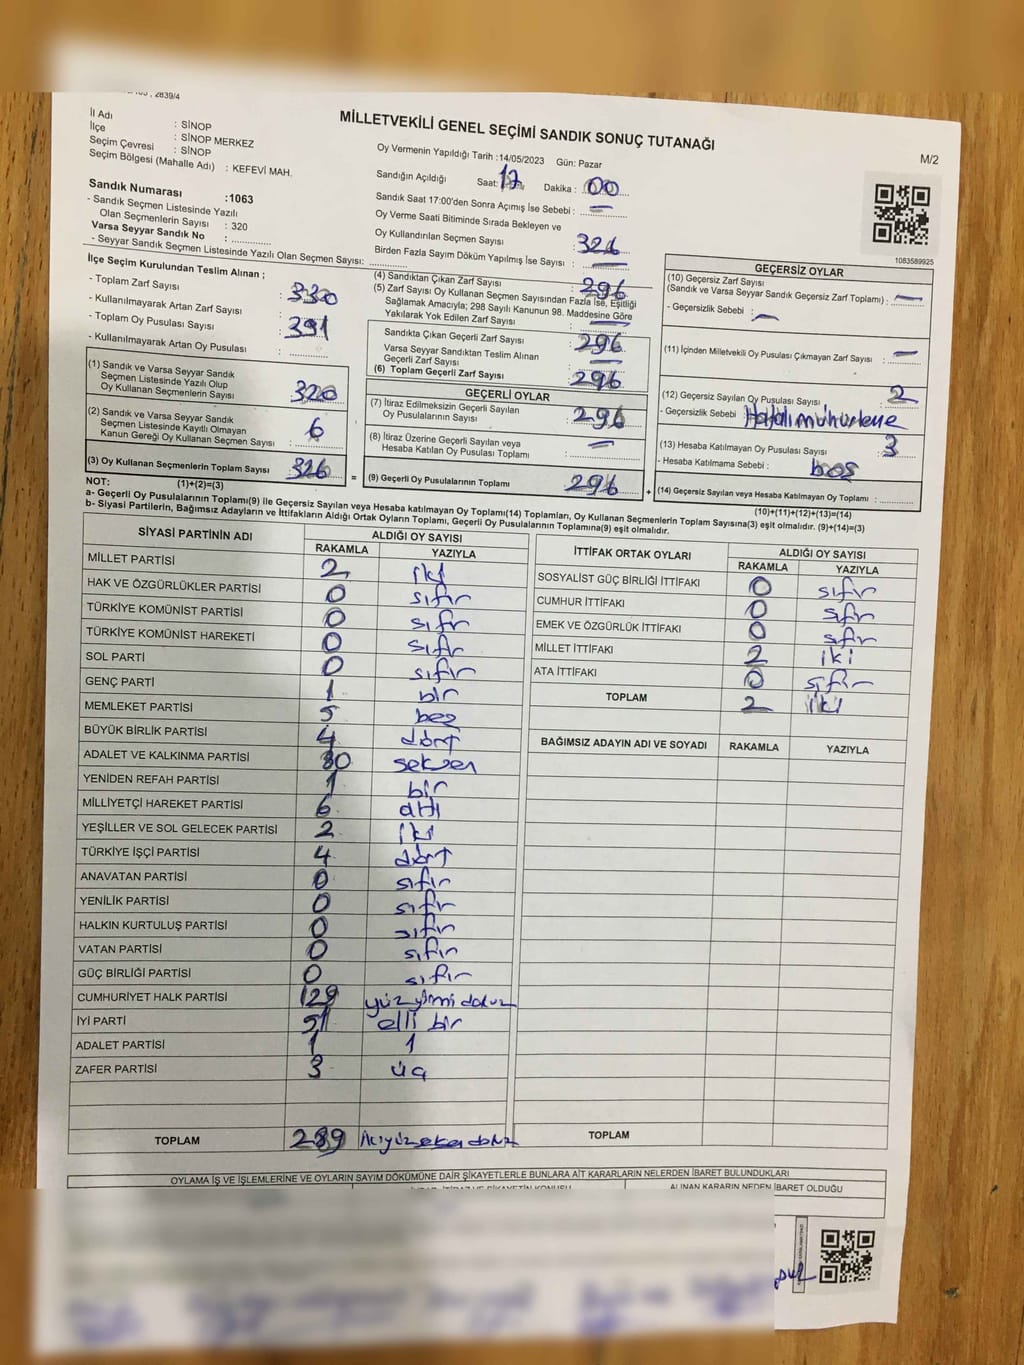 2839/4
MİLLETVEKİLİ GENEL SEÇİMİ SANDIK SONUÇ TUTANAĞI
M/2
İl Adı : SİNOP
İlçe : SİNOP MERKEZ
Seçim Çevresi : SİNOP
Seçim Bölgesi (Mahalle Adı) : KEFEVİ MAH.
Oy Vermenin Yapıldığı Tarih :14/05/2023 Gün: Pazar
Sandığın Açıldığı Saat: 17 Dakika : 00
Sandık Saat 17:00'den Sonra Açımış İse Sebebi : —
Oy Verme Saati Bitiminde Sırada Bekleyen ve
Oy Kullandırılan Seçmen Sayısı :
Birden Fazla Sayım Döküm Yapılmış İse Sayısı : —
1083589925
Sandık Numarası :1063
- Sandık Seçmen Listesinde Yazılı
Olan Seçmenlerin Sayısı : 320
Varsa Seyyar Sandık No :
- Seyyar Sandık Seçmen Listesinde Yazılı Olan Seçmen Sayısı:
İlçe Seçim Kurulundan Teslim Alınan ;
- Toplam Zarf Sayısı : 330
- Kullanılmayarak Artan Zarf Sayısı :
- Toplam Oy Pusulası Sayısı : 391
- Kullanılmayarak Artan Oy Pusulası :
(1) Sandık ve Varsa Seyyar Sandık
Seçmen Listesinde Yazılı Olup
Oy Kullanan Seçmenlerin Sayısı : 320
(2) Sandık ve Varsa Seyyar Sandık
Seçmen Listesinde Kayıtlı Olmayan
Kanun Gereği Oy Kullanan Seçmen Sayısı : 6
(3) Oy Kullanan Seçmenlerin Toplam Sayısı : 326
(4) Sandıktan Çıkan Zarf Sayısı : 296
(5) Zarf Sayısı Oy Kullanan Seçmen Sayısından Fazla İse, Eşitliği
Sağlamak Amacıyla; 298 Sayılı Kanunun 98. Maddesine Göre
Yakılarak Yok Edilen Zarf Sayısı : —
Sandıkta Çıkan Geçerli Zarf Sayısı : 296
Varsa Seyyar Sandıktan Teslim Alınan
Geçerli Zarf Sayısı : —
(6) Toplam Geçerli Zarf Sayısı : 296
GEÇERLİ OYLAR
(7) İtiraz Edilmeksizin Geçerli Sayılan
Oy Pusulalarının Sayısı : 296
(8) İtiraz Üzerine Geçerli Sayılan veya
Hesaba Katılan Oy Pusulası Toplamı : —
= (9) Geçerli Oy Pusulalarının Toplamı : 296 +
GEÇERSİZ OYLAR
(10) Geçersiz Zarf Sayısı
(Sandık ve Varsa Seyyar Sandık Geçersiz Zarf Toplamı) : —
- Geçersizlik Sebebi : —
(11) İçinden Milletvekili Oy Pusulası Çıkmayan Zarf Sayısı : —
(12) Geçersiz Sayılan Oy Pusulası Sayısı : 2
- Geçersizlik Sebebi :
(13) Hesaba Katılmayan Oy Pusulası Sayısı : 3
- Hesaba Katılmama Sebebi : boş
(14) Geçersiz Sayılan veya Hesaba Katılmayan Oy Toplamı :
NOT: (1)+(2)=(3)
(10)+(11)+(12)+(13)=(14)
a- Geçerli Oy Pusulalarının Toplamı(9) ile Geçersiz Sayılan veya Hesaba katılmayan Oy Toplamı(14) Toplamları, Oy Kullanan Seçmenlerin Toplam Sayısına(3) eşit olmalıdır. (9)+(14)=(3)
b- Siyasi Partilerin, Bağımsız Adayların ve İttifakların Aldığı Ortak Oyların Toplamı, Geçerli Oy Pusulalarının Toplamına(9) eşit olmalıdır.
SİYASİ PARTİNİN ADI ALDIĞI OY SAYISI
RAKAMLA YAZIYLA
MİLLET PARTİSİ 2 iki
HAK VE ÖZGÜRLÜKLER PARTİSİ 0 sıfır
TÜRKİYE KOMÜNİST PARTİSİ 0 sıfır
TÜRKİYE KOMÜNİST HAREKETİ 0 sıfır
SOL PARTİ 0 sıfır
GENÇ PARTİ 1 bir
MEMLEKET PARTİSİ 5 beş
BÜYÜK BİRLİK PARTİSİ 4 dört
ADALET VE KALKINMA PARTİSİ 80 seksen
YENİDEN REFAH PARTİSİ 1 bir
MİLLİYETÇİ HAREKET PARTİSİ 6 altı
YEŞİLLER VE SOL GELECEK PARTİSİ 2 iki
TÜRKİYE İŞÇİ PARTİSİ 4 dört
ANAVATAN PARTİSİ 0 sıfır
YENİLİK PARTİSİ 0 sıfır
HALKIN KURTULUŞ PARTİSİ 0 sıfır
VATAN PARTİSİ 0 sıfır
GÜÇ BİRLİĞİ PARTİSİ 0 sıfır
CUMHURİYET HALK PARTİSİ 129 yüz yirmi dokuz
İYİ PARTİ 51 elli bir
ADALET PARTİSİ 1 1
ZAFER PARTİSİ 3 üç
TOPLAM 289
İTTİFAK ORTAK OYLARI ALDIĞI OY SAYISI
RAKAMLA YAZIYLA
SOSYALİST GÜÇ BİRLİĞİ İTTİFAKI 0 sıfır
CUMHUR İTTİFAKI 0 sıfır
EMEK VE ÖZGÜRLÜK İTTİFAKI 0 sıfır
MİLLET İTTİFAKI 2 iki
ATA İTTİFAKI 0 sıfır
TOPLAM 2 iki
BAĞIMSIZ ADAYIN ADI VE SOYADI RAKAMLA YAZIYLA
TOPLAM
OYLAMA İŞ VE İŞLEMLERİNE VE OYLARIN SAYIM DÖKÜMÜNE DAİR ŞİKAYETLERLE BUNLARA AİT KARARLARIN NELERDEN İBARET BULUNDUKLARI
ALINAN KARARIN NEDEN İBARET OLDUĞU